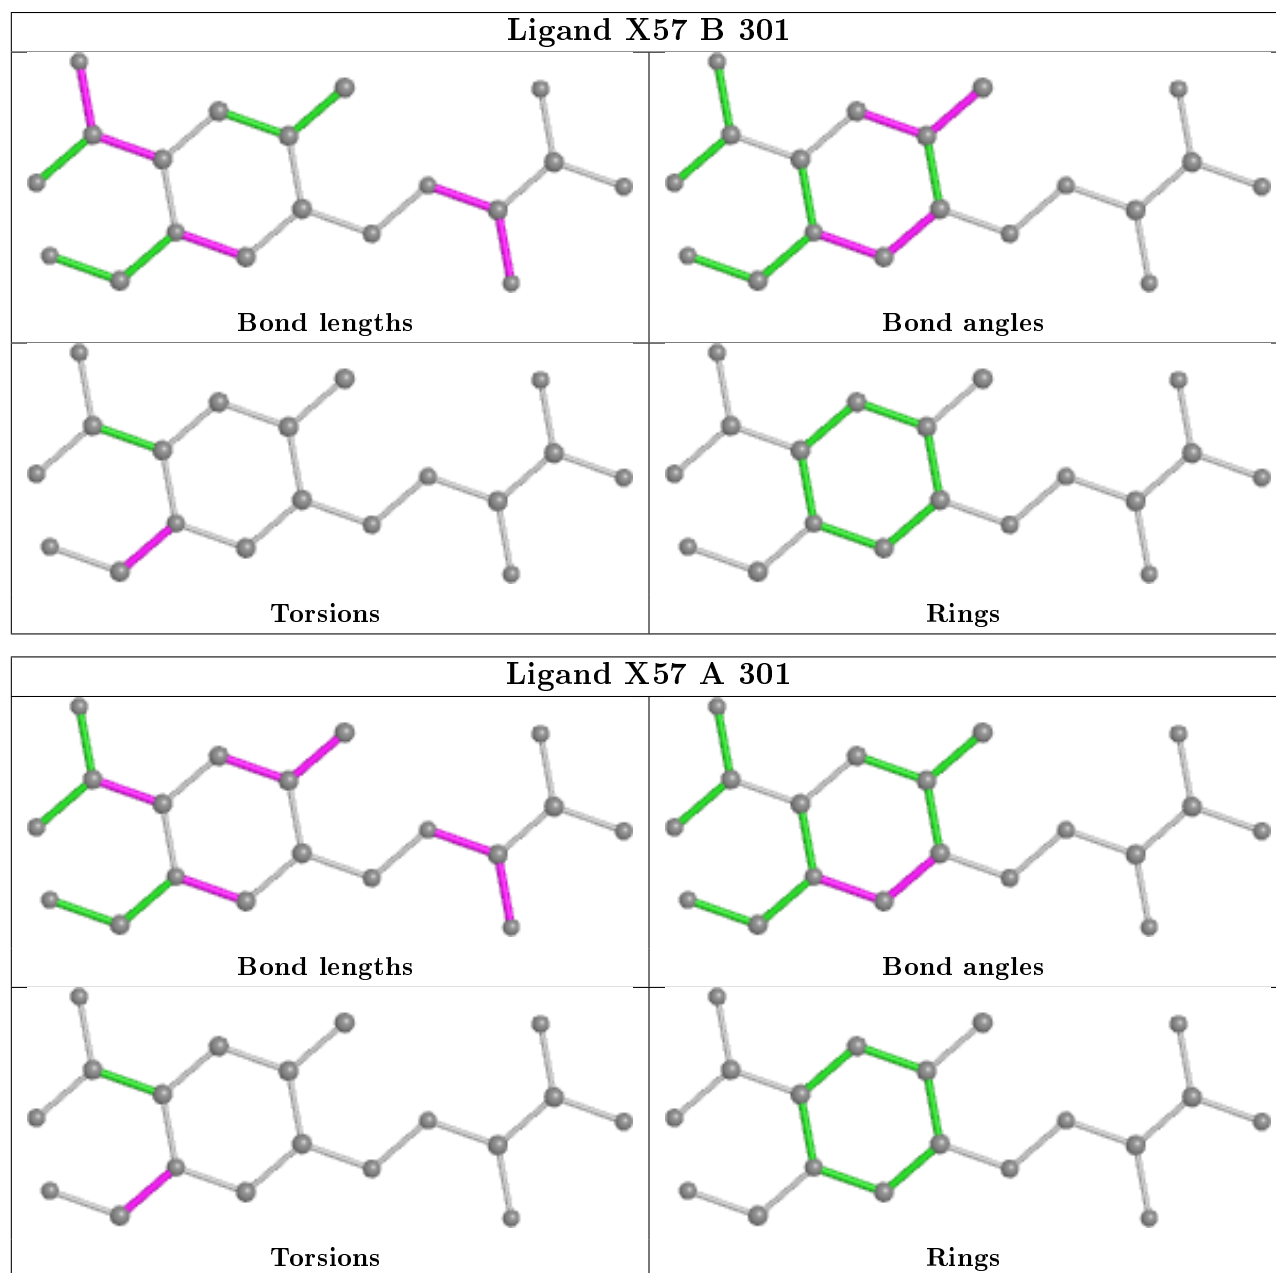 Ligand X57 B 301
Bond lengths
Bond angles
Torsions
Rings
Ligand X57 A 301
Bond lengths
Bond angles
Torsions
Rings